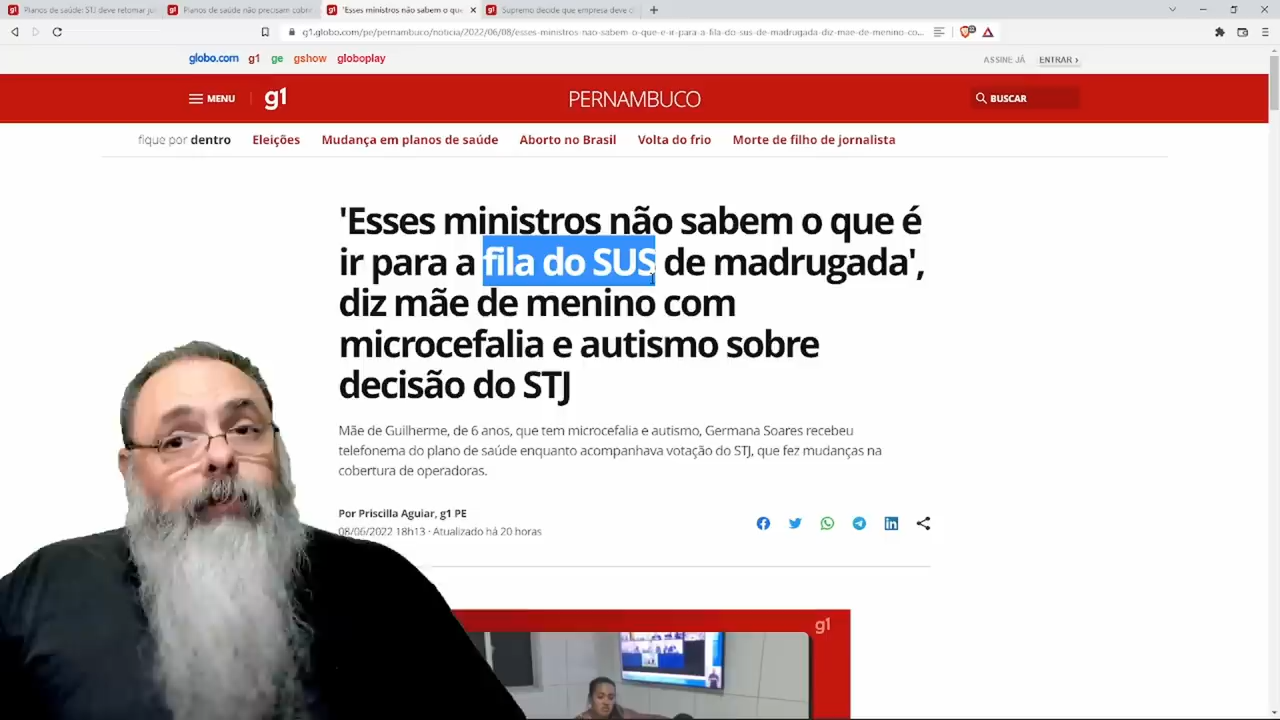 Planos de saúde: STJ deve retomar jul
Planos de saúde não precisam cobrir
'Esses ministros não sabem o que
Supremo decide que empresa deve
g1.globo.com/pe/pernambuco/noticia/2022/06/08/esses-ministros-nao-sabem-o-que-e-ir-para-a-fila-do-sus-de-madrugada-diz-mae-de-menino-co...
globo.com g1 ge gshow globoplay
ASSINE JÁ ENTRAR ›
MENU g1 PERNAMBUCO BUSCAR
fique por dentro Eleições Mudança em planos de saúde Aborto no Brasil Volta do frio Morte de filho de jornalista
'Esses ministros não sabem o que é
ir para a fila do SUS de madrugada',
diz mãe de menino com
microcefalia e autismo sobre
decisão do STJ
Mãe de Guilherme, de 6 anos, que tem microcefalia e autismo, Germana Soares recebeu
telefonema do plano de saúde enquanto acompanhava votação do STJ, que fez mudanças na
cobertura de operadoras.
Por Priscilla Aguiar, g1 PE
08/06/2022 18h13 · Atualizado há 20 horas
g1